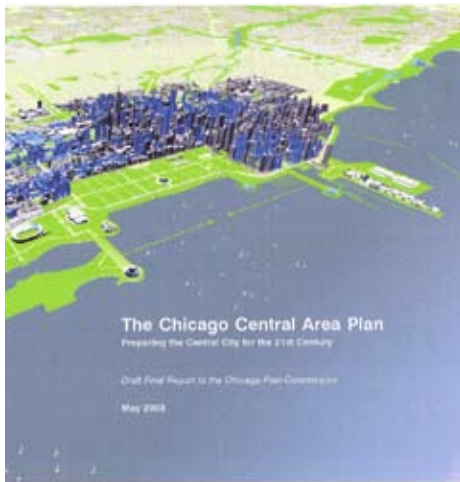 The Chicago Central Area Plan
Preparing the Central City for the 21st Century
Draft Final Report to the Chicago Plan Commission
May 2003